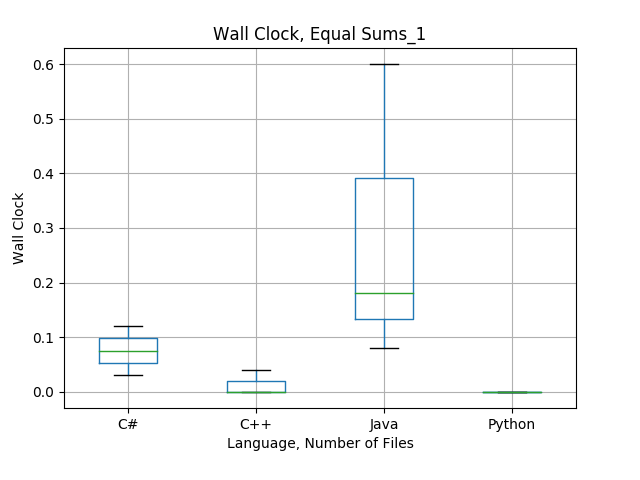 Wall Clock, Equal Sums_1
0.6
0.5
0.4
0.3
0.2
0.1
0.0
Wall Clock
C# C++ Java Python
Language, Number of Files